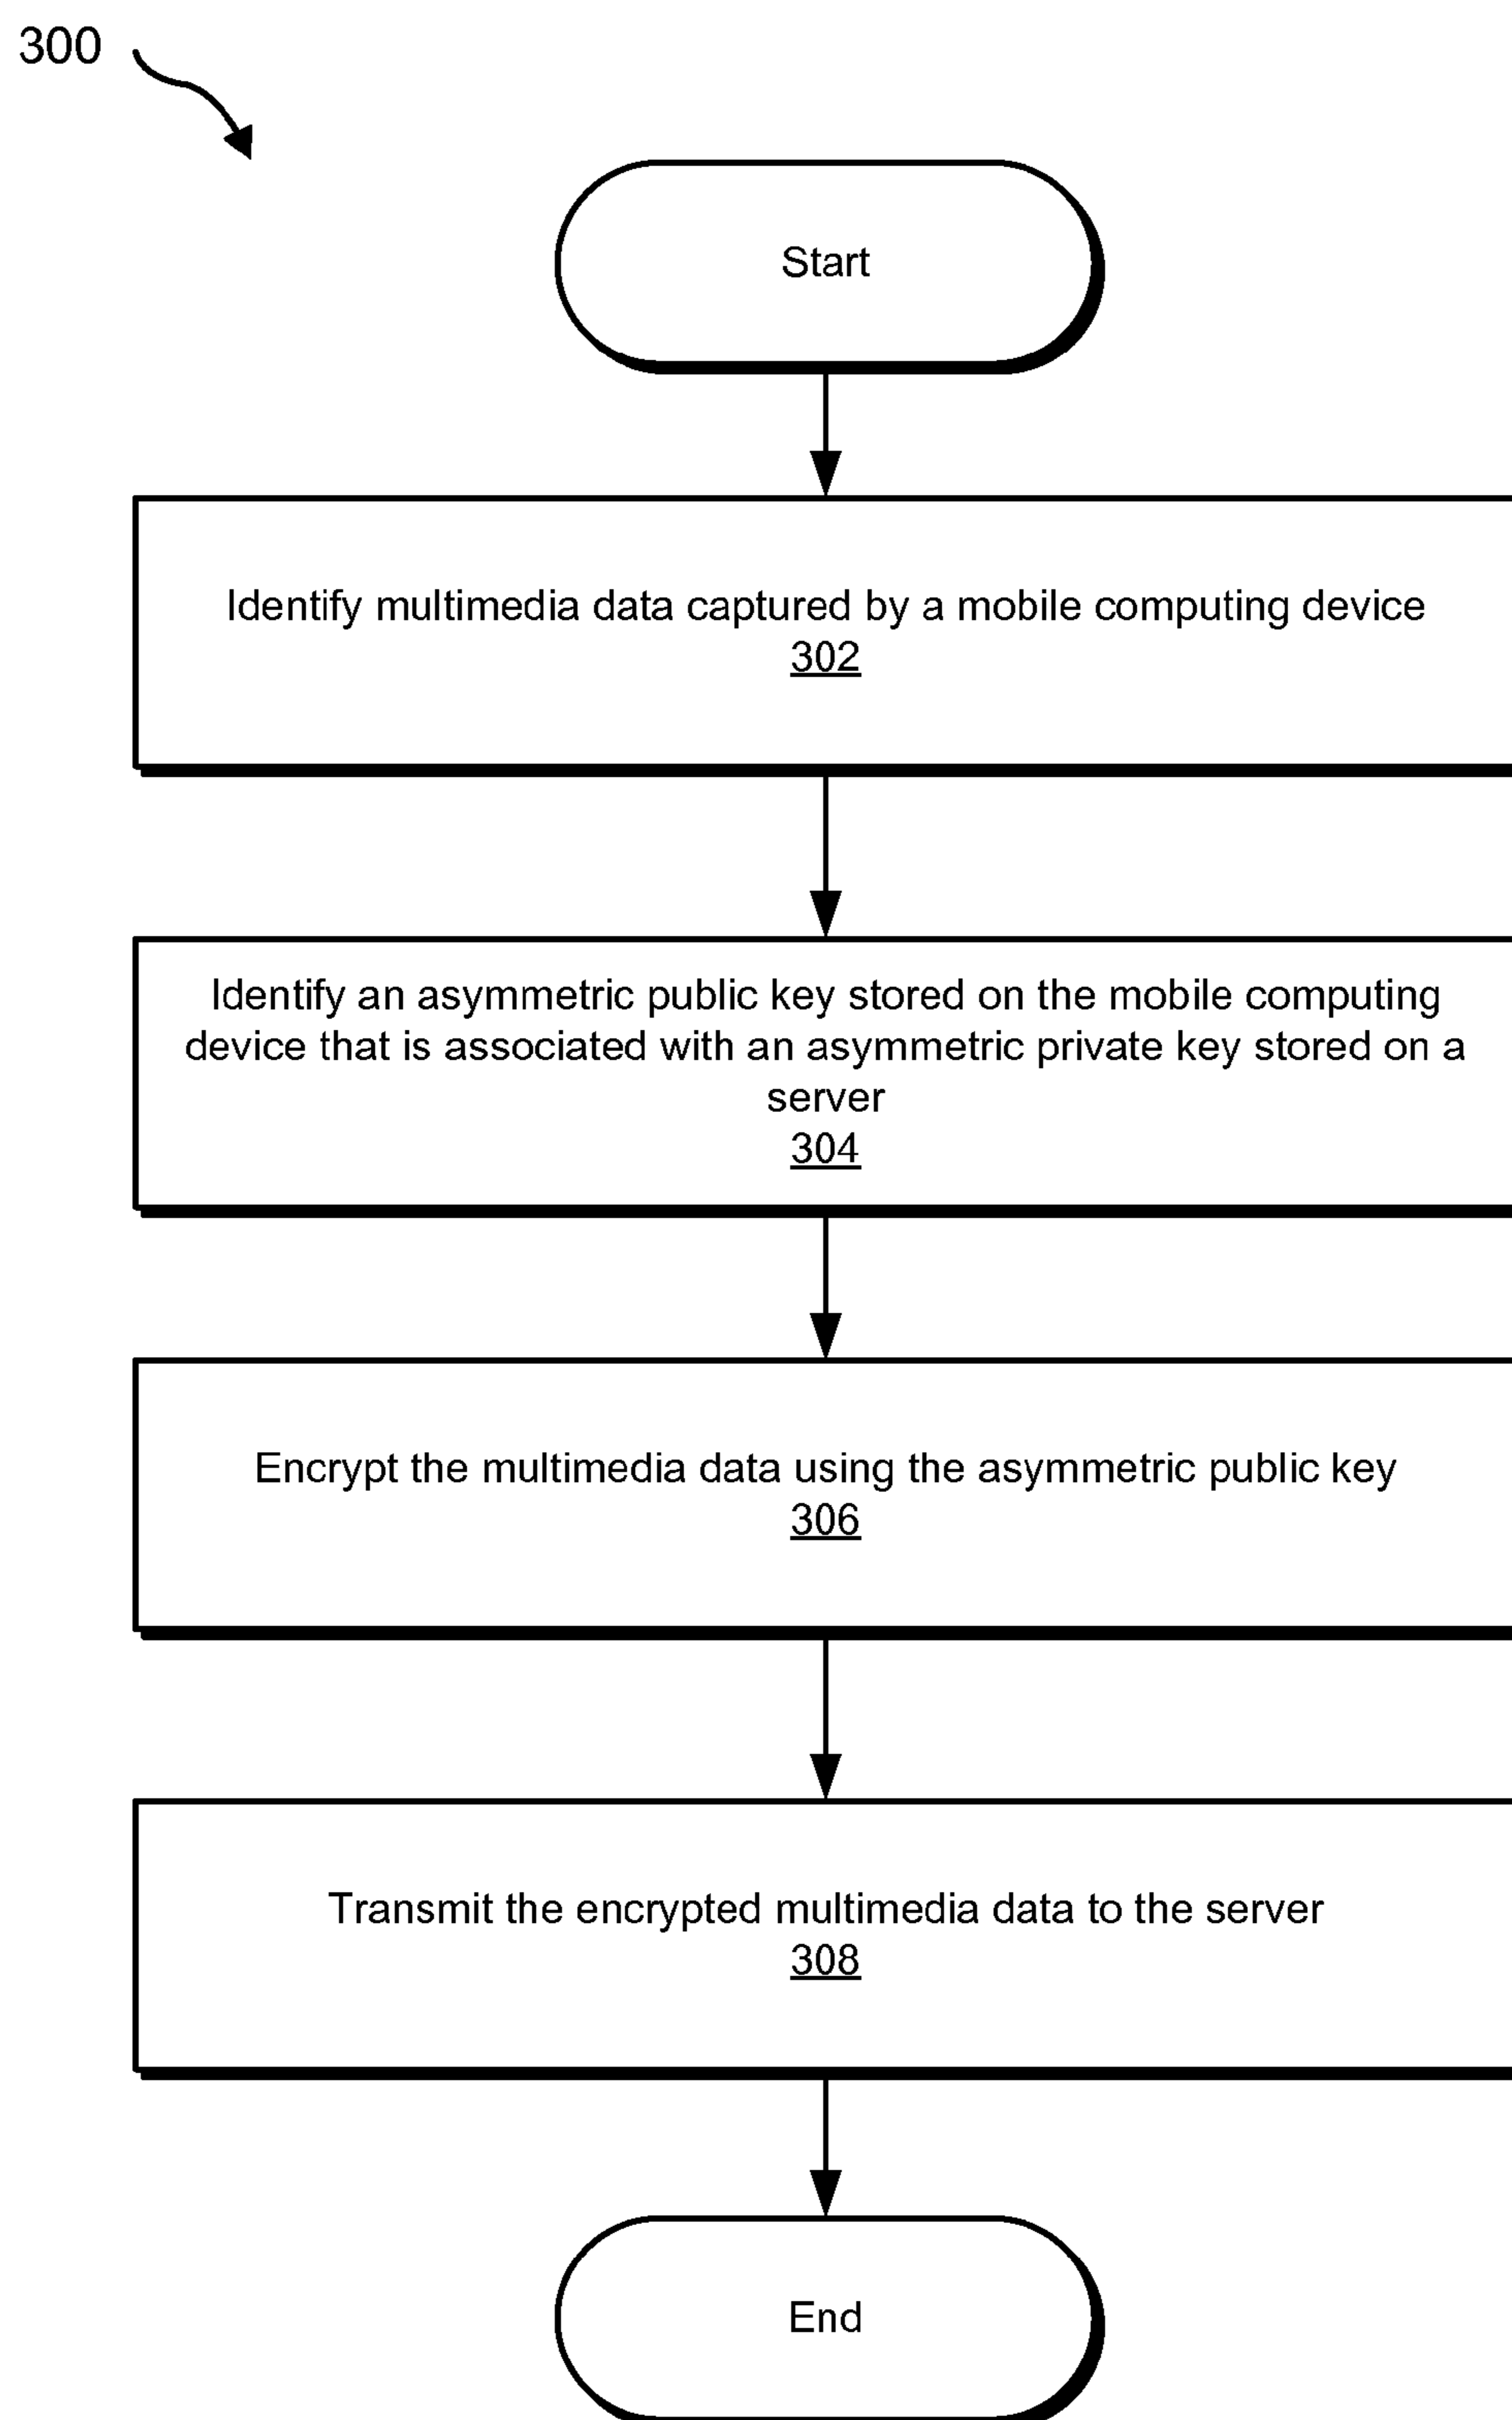 300
Start
Identify multimedia data captured by a mobile computing device
302
Identify an asymmetric public key stored on the mobile computing
device that is associated with an asymmetric private key stored on a
server
304
Encrypt the multimedia data using the asymmetric public key
306
Transmit the encrypted multimedia data to the server
308
End